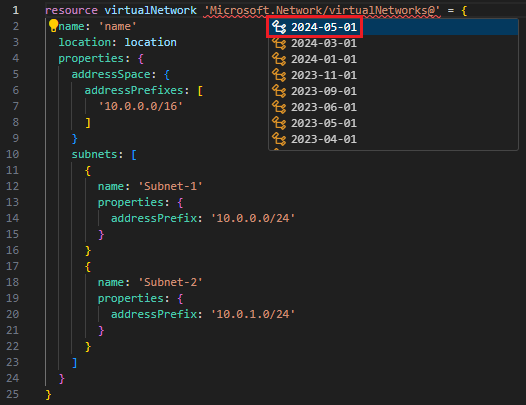 1 resource virtualNetwork 'Microsoft.Network/virtualNetworks@' = {
2 name: 'name'
2024-05-01
3 location: location
2024-03-01
4 properties: {
2024-01-01
5 addressSpace: {
2023-11-01
6 addressPrefixes: [
2023-09-01
7 '10.0.0.0/16'
2023-06-01
8 ]
2023-05-01
9 }
2023-04-01
10 subnets: [
11 {
12 name: 'Subnet-1'
13 properties: {
14 addressPrefix: '10.0.0.0/24'
15 }
16 }
17 {
18 name: 'Subnet-2'
19 properties: {
20 addressPrefix: '10.0.1.0/24'
21 }
22 }
23 ]
24 }
25 }